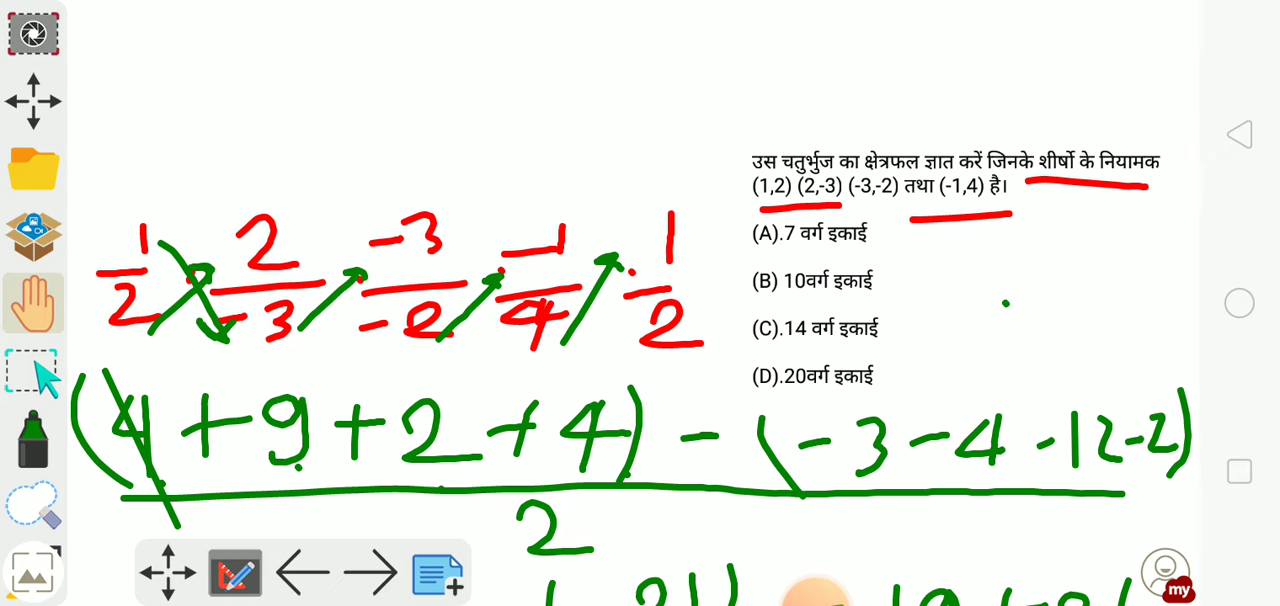 उस चतुर्भुज का क्षेत्रफल ज्ञात करें जिनके शीर्षो के नियामक
(1,2) (2,-3) (-3,-2) तथा (-1,4) है।
(A).7 वर्ग इकाई
(B) 10वर्ग इकाई
(C).14 वर्ग इकाई
(D).20वर्ग इकाई
1 2 -3 -1 1
2 -3 -2 4 2
(4+9+2+4) - (-3-4-12-2)
2
my